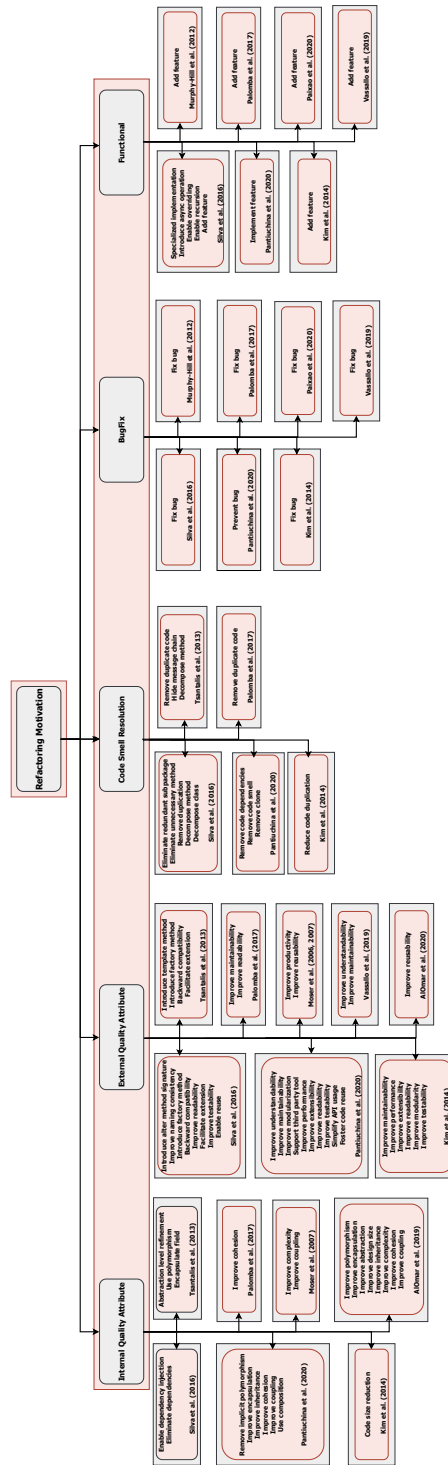 Refactoring Motivation
Internal Quality Attribute
External Quality Attribute
Code Smell Resolution
BugFix
Functional
Enable dependency injection
Eliminate dependencies
Silva et al. (2016)
Abstraction level refinement
Use polymorphism
Encapsulate field
Tsantalis et al. (2013)
Improve cohesion
Palomba et al. (2017)
Remove implicit polymorphism
Improve encapsulation
Improve inheritance
Improve cohesion
Improve coupling
Use composition
Pantiuchina et al. (2020)
Improve complexity
Improve coupling
Moser et al. (2007)
Code size reduction
Kim et al. (2014)
Improve polymorphism
Improve encapsulation
Improve abstraction
Improve design size
Improve inheritance
Improve complexity
Improve cohesion
Improve coupling
AlOmar et al. (2019)
Introduce alter method signature
Improve naming consistency
Introduce factory method
Backward compatibility
Improve readability
Facilitate extension
Improve testability
Enable reuse
Silva et al. (2016)
Intoduce template method
Introduce factory method
Backward compatibility
Facilitate extension
Tsantalis et al. (2013)
Improve maintainability
Improve readability
Palomba et al. (2017)
Improve understandability
Improve maintainability
Improve modularization
Support third party tool
Improve performance
Improve extensibility
Improve readability
Improve testability
Simplify API usage
Foster code reuse
Pantiuchina et al. (2020)
Improve productivity
Improve reusability
Moser et al. (2006, 2007)
Improve understandability
Improve maintainability
Vassallo et al. (2019)
Improve maintainability
Improve performance
Improve extensibility
Improve readability
Improve modularity
Improve testability
Kim et al. (2014)
Improve reusability
AlOmar et al. (2020)
Eliminate redundant subpackage
Eliminate unnecessary method
Remove duplication
Decompose method
Decompose class
Silva et al. (2016)
Remove duplicate code
Hide message chain
Decompose method
Tsantalis et al. (2013)
Remove duplicate code
Palomba et al. (2017)
Remove code dependencies
Remove code smell
Remove clone
Pantiuchina et al. (2020)
Reduce code duplication
Kim et al. (2014)
Fix bug
Silva et al. (2016)
Fix bug
Murphy-Hill et al. (2012)
Prevent bug
Pantiuchina et al. (2020)
Fix bug
Palomba et al. (2017)
Fix bug
Kim et al. (2014)
Fix bug
Paixao et al. (2020)
Fix bug
Vassallo et al. (2019)
Specialized implementation
Introduce async operation
Enable overriding
Enable recursion
Add feature
Silva et al. (2016)
Add feature
Murphy-Hill et al. (2012)
Implement feature
Pantiuchina et al. (2020)
Add feature
Palomba et al. (2017)
Add feature
Kim et al. (2014)
Add feature
Paixao et al. (2020)
Add feature
Vassallo et al. (2019)